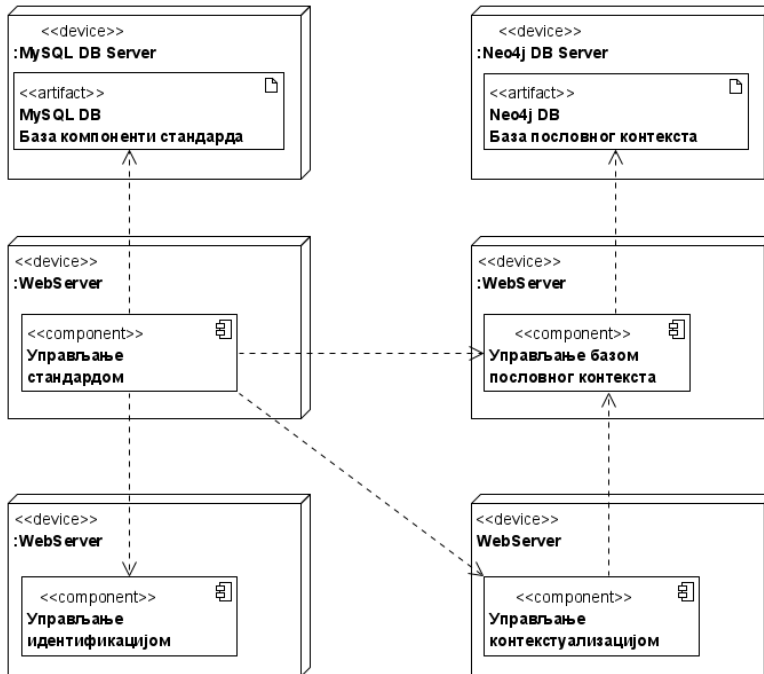 <<device>>
:MySQL DB Server
<<artifact>>
MySQL DB
База компоненти стандарда
<<device>>
:Neo4j DB Server
<<artifact>>
Neo4j DB
База пословног контекста
<<device>>
:WebServer
<<component>>
Управљање
стандардом
<<device>>
:WebServer
<<component>>
Управљање базом
пословног контекста
<<device>>
:WebServer
<<component>>
Управљање
идентификацијом
<<device>>
WebServer
<<component>>
Управљање
контекстуализацијом